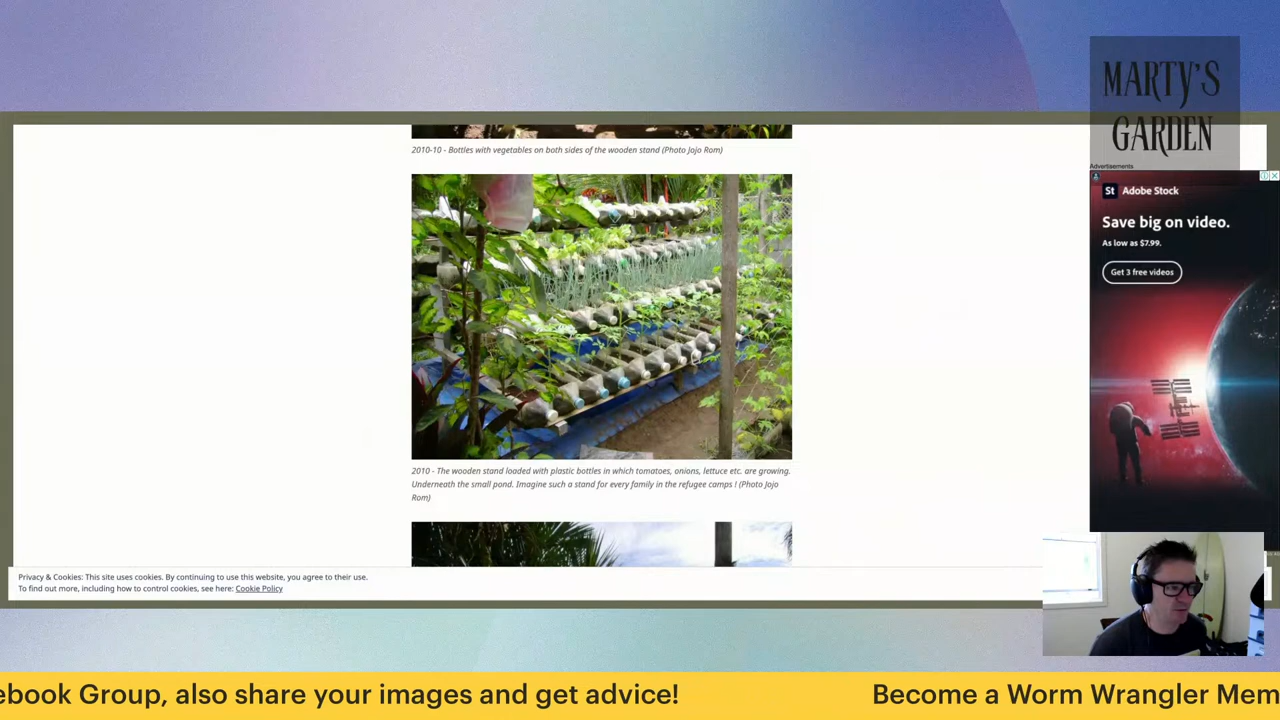 MARTY'S
GARDEN
2010-10 - Bottles with vegetables on both sides of the wooden stand (Photo Jojo Rom)
Advertisements
St Adobe Stock
Save big on video.
As low as $7.99.
Get 3 free videos
2010 - The wooden stand loaded with plastic bottles in which tomatoes, onions, lettuce etc. are growing.
Underneath the small pond. Imagine such a stand for every family in the refugee camps ! (Photo Jojo
Rom)
Privacy & Cookies: This site uses cookies. By continuing to use this website, you agree to their use.
To find out more, including how to control cookies, see here: Cookie Policy
ebook Group, also share your images and get advice! Become a Worm Wrangler Mem